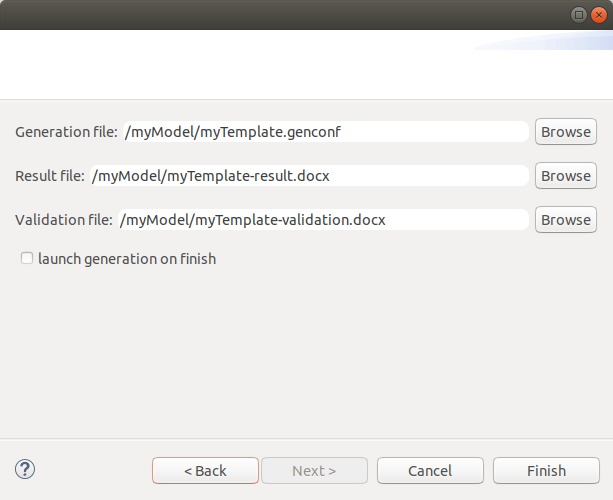 Generation file: /myModel/myTemplate.genconf Browse
Result file: /myModel/myTemplate-result.docx Browse
Validation file: /myModel/myTemplate-validation.docx Browse
launch generation on finish
? < Back Next > Cancel Finish